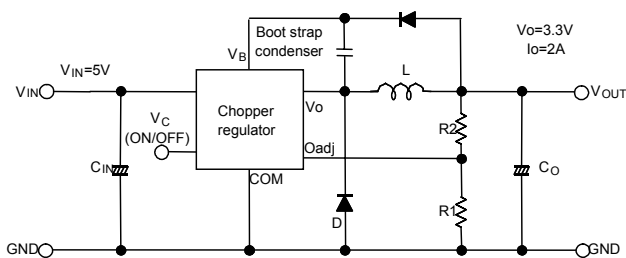 Boot strap
condenser
Vo=3.3V
Io=2A
VB
VIN=5V
L
VIN
Chopper
regulator
Vo
VOUT
VC
(ON/OFF)
R2
Oadj
CIN
COM
CO
D
R1
GND
GND